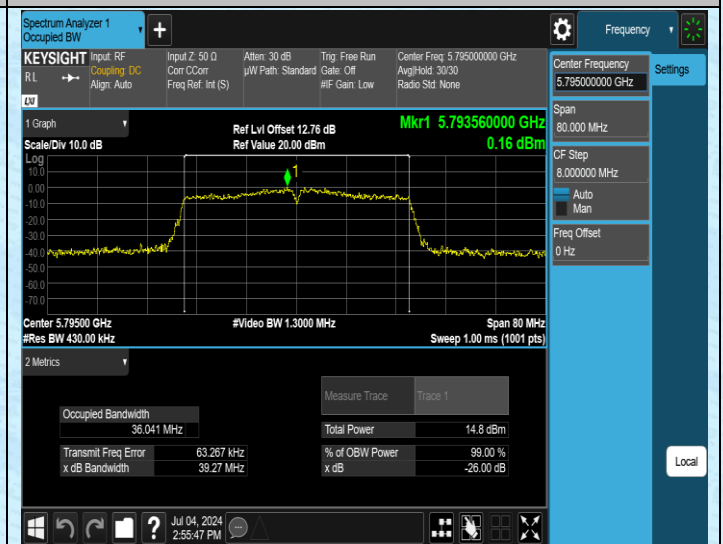 Spectrum Analyzer 1
Occupied BW
Frequency
KEYSIGHT
RL
LXI
Input: RF
Coupling: DC
Align: Auto
Input Z: 50 Ω
Corr CCorr
Freq Ref: Int (S)
Atten: 30 dB
µW Path: Standard
Trig: Free Run
Gate: Off
#IF Gain: Low
Center Freq: 5.795000000 GHz
Avg|Hold: 30/30
Radio Std: None
Center Frequency
5.795000000 GHz
Settings
Span
80.000 MHz
CF Step
8.000000 MHz
Auto
Man
Freq Offset
0 Hz
Local
1 Graph
Scale/Div 10.0 dB
Ref Lvl Offset 12.76 dB
Ref Value 20.00 dBm
Mkr1 5.793560000 GHz
0.16 dBm
Log
10.0
0.00
-10.0
-20.0
-30.0
-40.0
-50.0
-60.0
-70.0
1
Center 5.79500 GHz
#Res BW 430.00 kHz
#Video BW 1.3000 MHz
Span 80 MHz
Sweep 1.00 ms (1001 pts)
2 Metrics
Measure Trace
Trace 1
Occupied Bandwidth
36.041 MHz
Total Power
14.8 dBm
Transmit Freq Error
63.267 kHz
% of OBW Power
99.00 %
x dB Bandwidth
39.27 MHz
x dB
-26.00 dB
Jul 04, 2024
2:55:47 PM